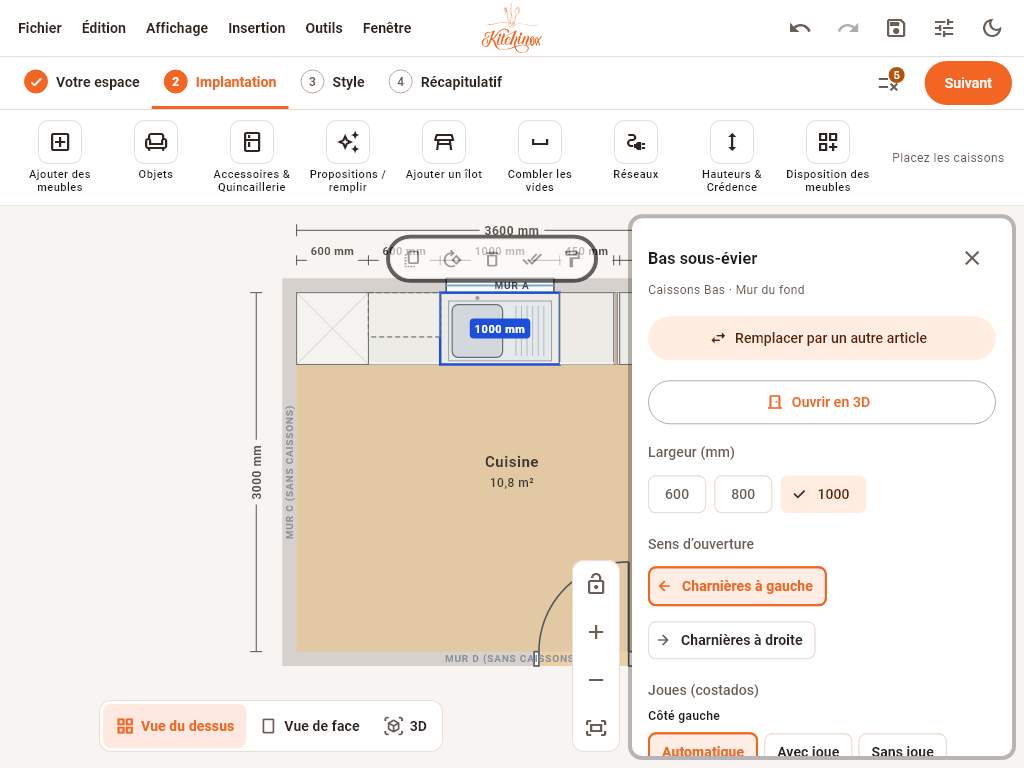 Fichier Édition Affichage Insertion Outils Fenêtre
Kitchinox
Votre espace
2 Implantation
3 Style
4 Récapitulatif
5
Suivant
Ajouter des
meubles
Objets
Accessoires &
Quincaillerie
Propositions /
remplir
Ajouter un îlot
Combler les
vides
Réseaux
Hauteurs &
Crédence
Disposition des
meubles
Placez les caissons
3600 mm
600 mm
600 mm
1000 mm
450 mm
MUR A
1000 mm
3000 mm
MUR C (SANS CAISSONS)
Cuisine
10,8 m²
MUR D (SANS CAISSONS
Vue du dessus
Vue de face
3D
Bas sous-évier
Caissons Bas · Mur du fond
Remplacer par un autre article
Ouvrir en 3D
Largeur (mm)
600
800
1000
Sens d’ouverture
Charnières à gauche
Charnières à droite
Joues (costados)
Côté gauche
Automatique
Avec joue
Sans joue